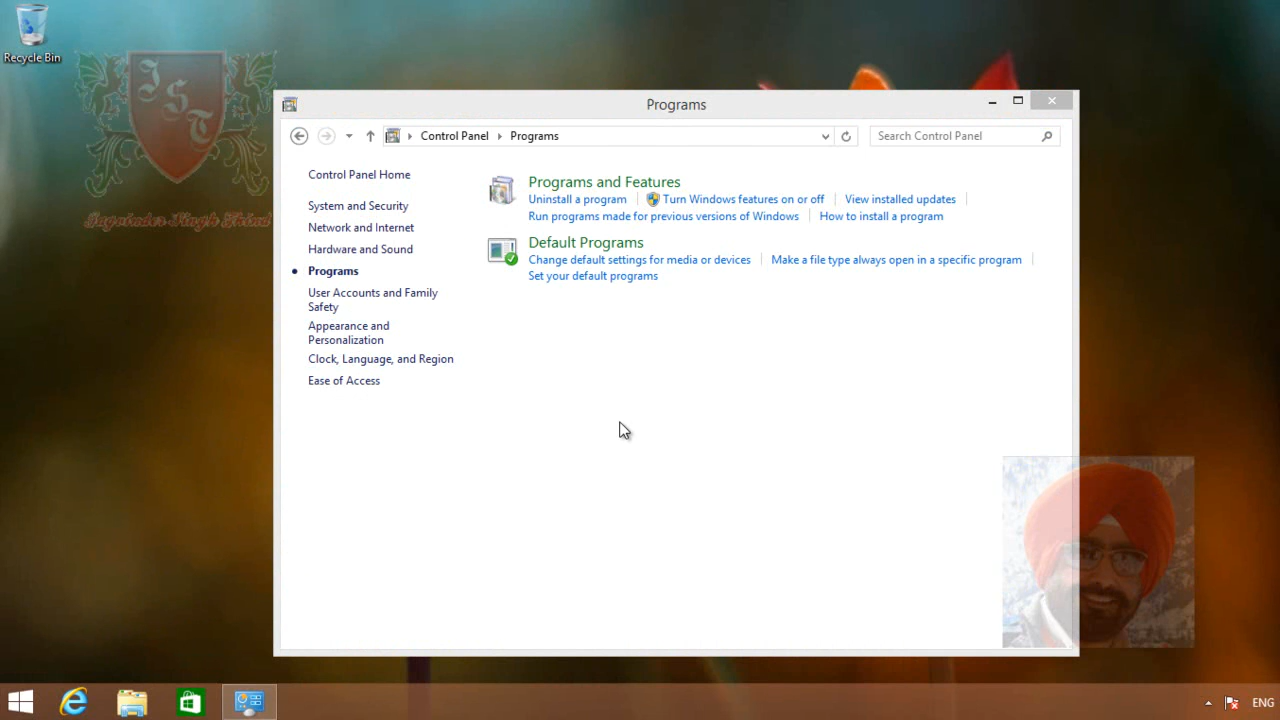 Recycle Bin
IST
Jagvinder Singh Thind
Programs
Control Panel Programs
Search Control Panel
Control Panel Home
System and Security
Network and Internet
Hardware and Sound
Programs
User Accounts and Family
Safety
Appearance and
Personalization
Clock, Language, and Region
Ease of Access
Programs and Features
Uninstall a program Turn Windows features on or off View installed updates
Run programs made for previous versions of Windows How to install a program
Default Programs
Change default settings for media or devices Make a file type always open in a specific program
Set your default programs
ENG